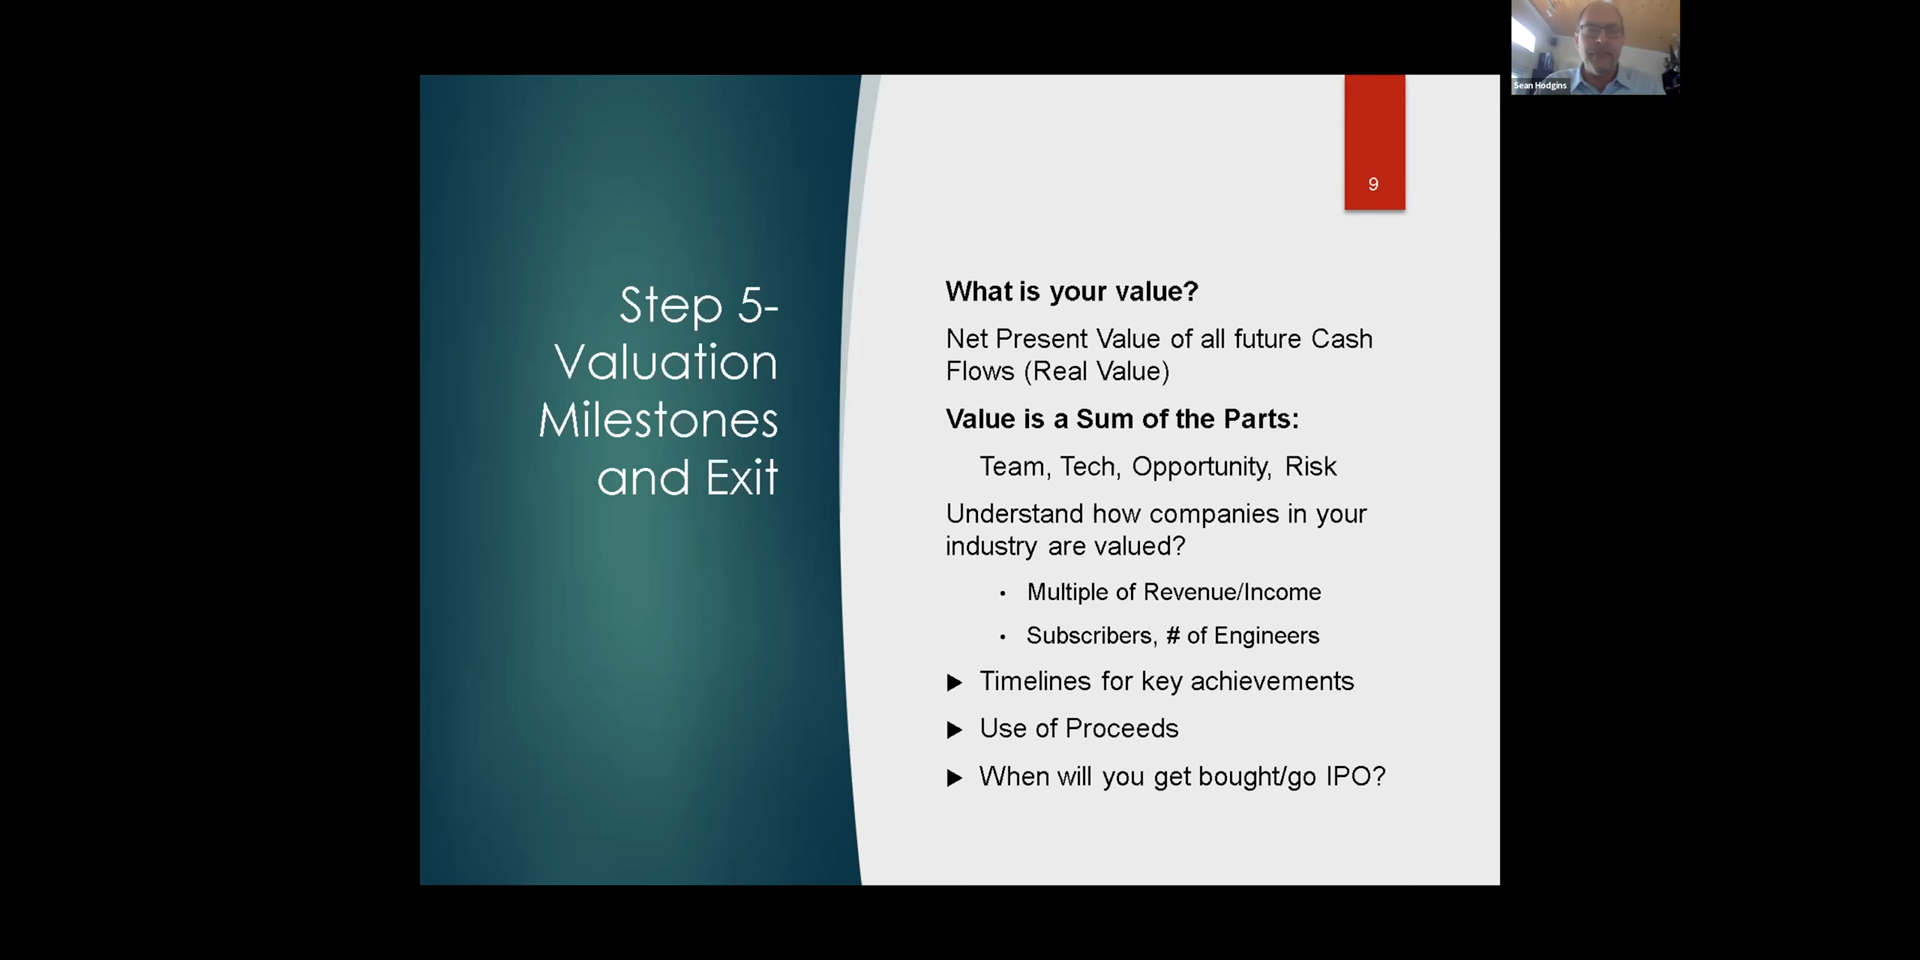 Sean Hodgins
9
Step 5-
Valuation
Milestones
and Exit
What is your value?
Net Present Value of all future Cash
Flows (Real Value)
Value is a Sum of the Parts:
Team, Tech, Opportunity, Risk
Understand how companies in your
industry are valued?
• Multiple of Revenue/Income
• Subscribers, # of Engineers
▶ Timelines for key achievements
▶ Use of Proceeds
▶ When will you get bought/go IPO?